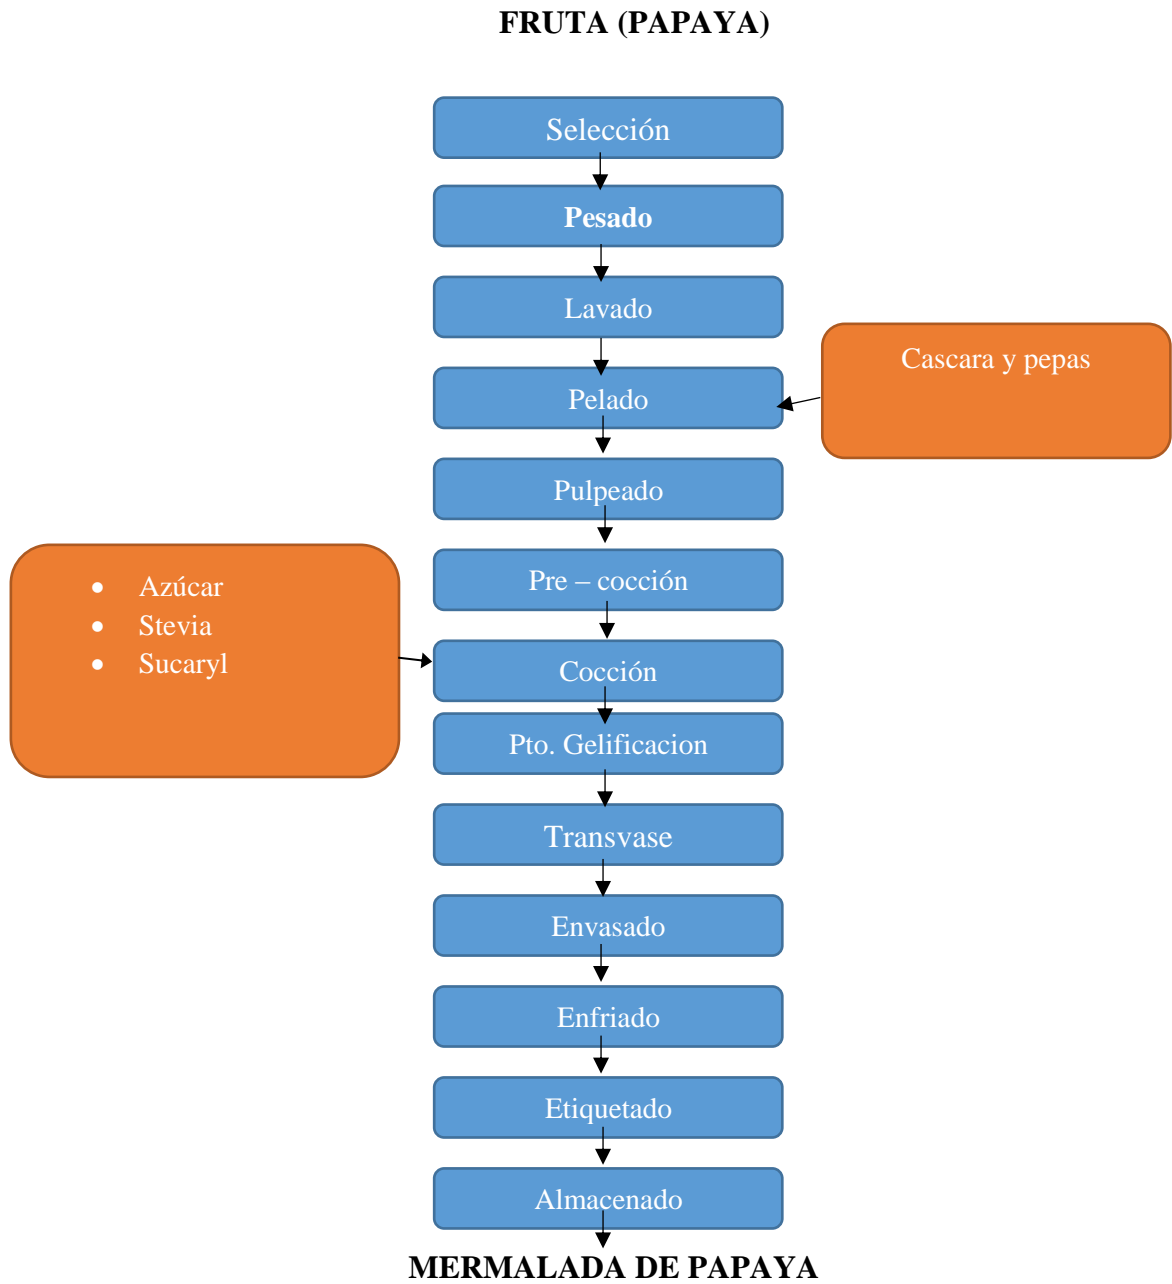 FRUTA (PAPAYA)
Selección
Pesado
Lavado
Cascara y pepas
Pelado
Pulpeado
Pre – cocción
• Azúcar
• Stevia
• Sucaryl
Cocción
Pto. Gelificacion
Transvase
Envasado
Enfriado
Etiquetado
Almacenado
MERMALADA DE PAPAYA